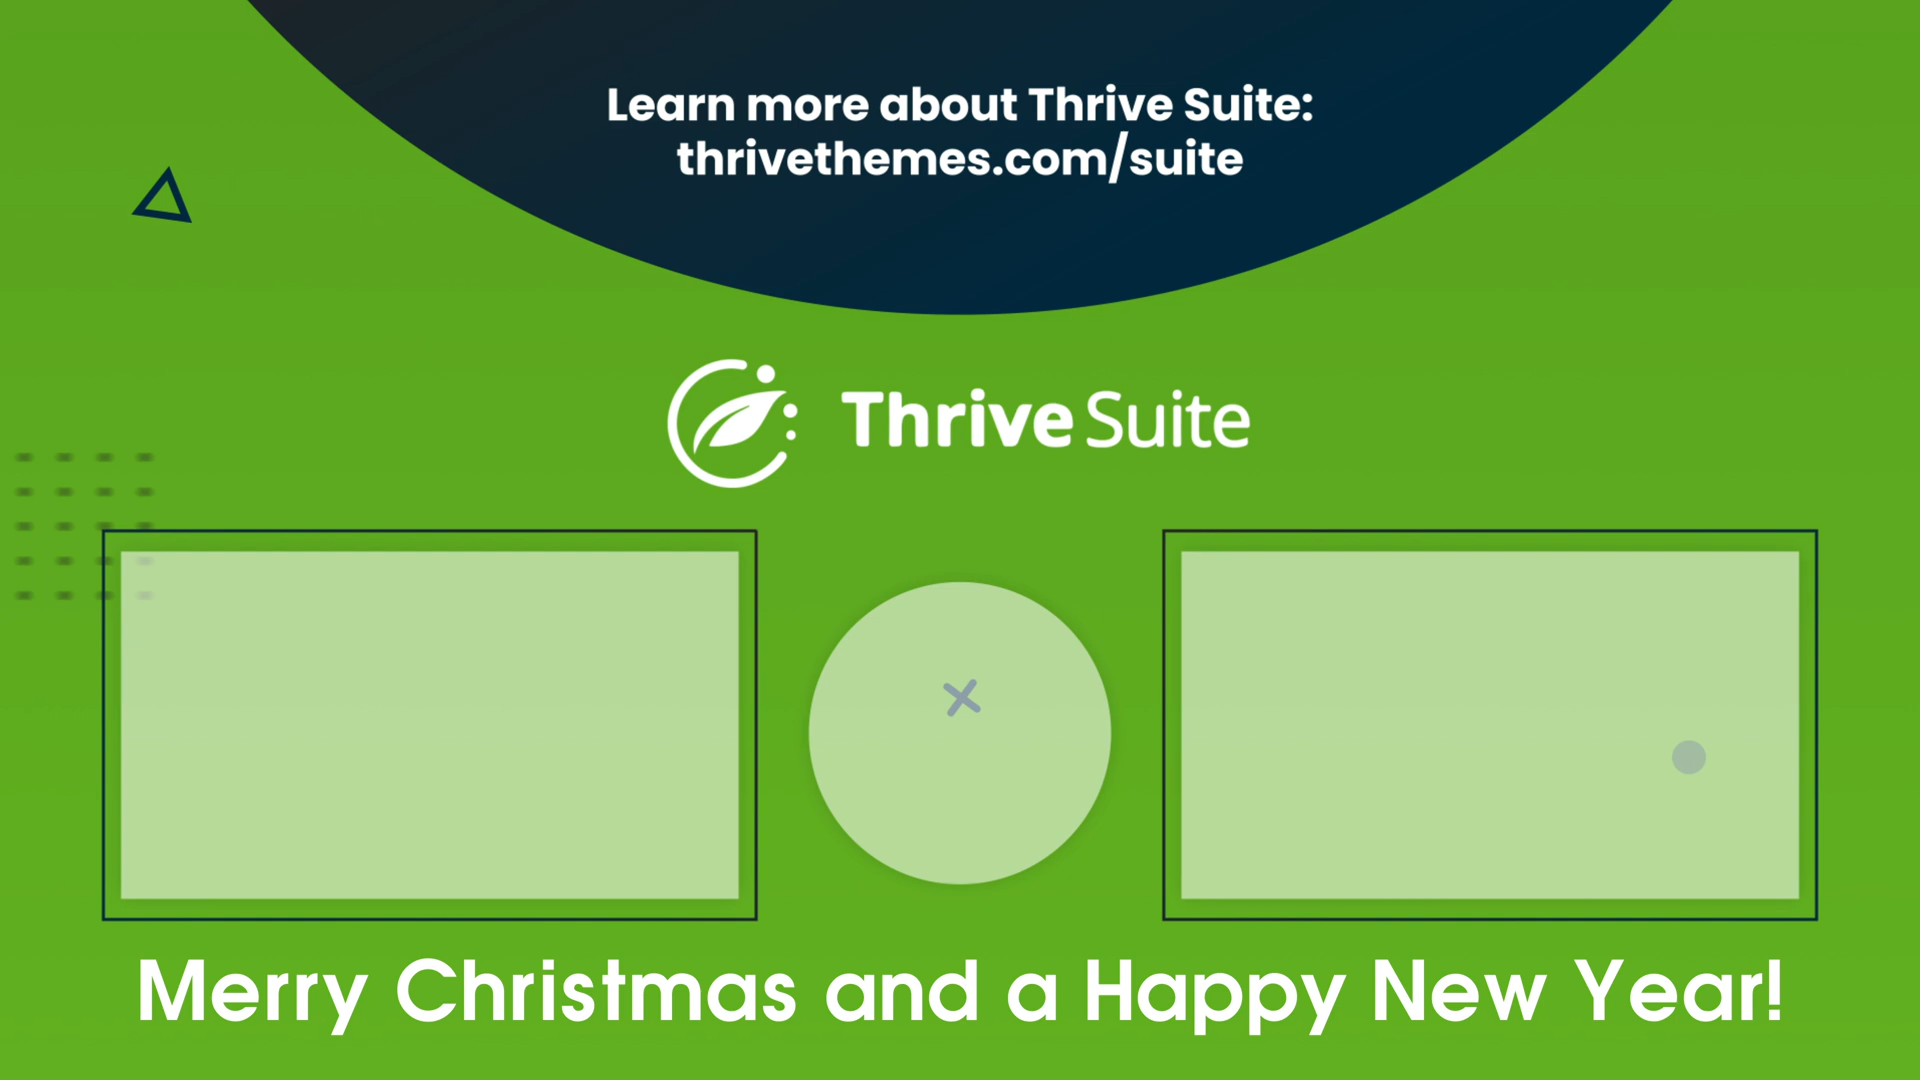 Learn more about Thrive Suite:
thrivethemes.com/suite
Thrive Suite
Merry Christmas and a Happy New Year!